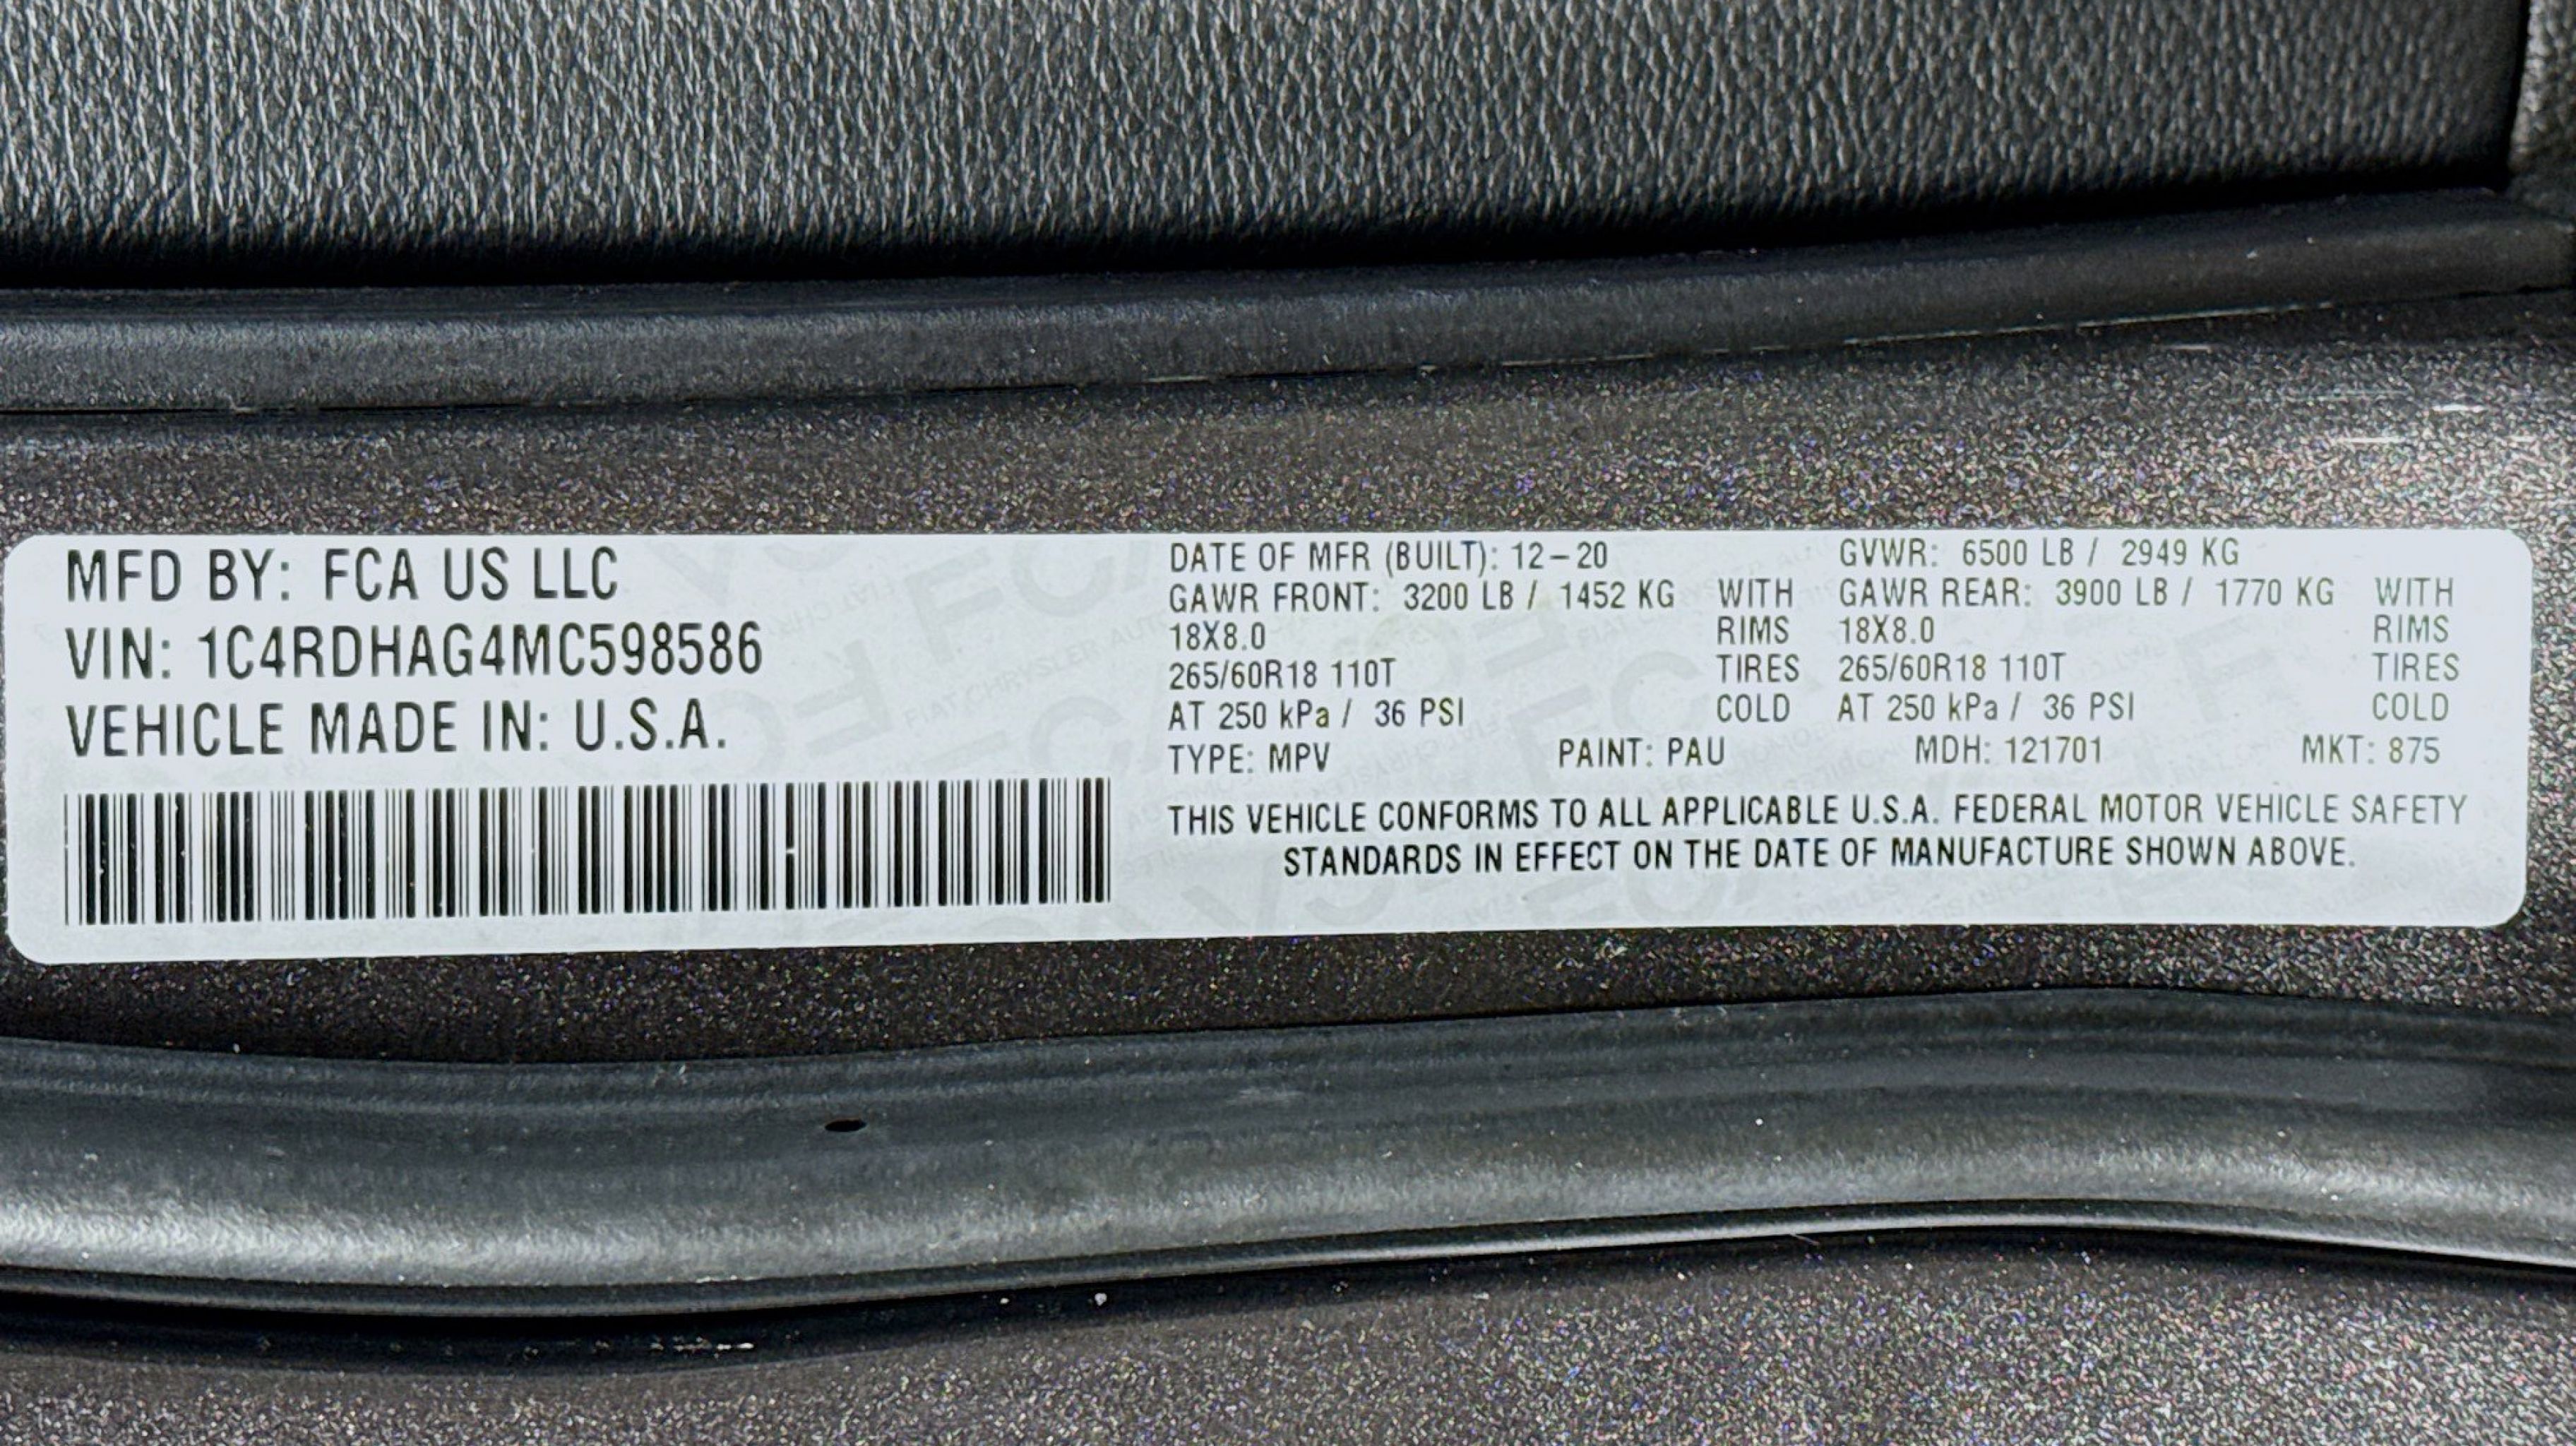 MFD BY: FCA US LLC
VIN: 1C4RDHAG4MC598586
VEHICLE MADE IN: U.S.A.
DATE OF MFR (BUILT): 12-20 GVWR: 6500 LB / 2949 KG
GAWR FRONT: 3200 LB / 1452 KG WITH GAWR REAR: 3900 LB / 1770 KG WITH
18X8.0 RIMS 18X8.0 RIMS
265/60R18 110T TIRES 265/60R18 110T TIRES
AT 250 kPa / 36 PSI COLD AT 250 kPa / 36 PSI COLD
TYPE: MPV PAINT: PAU MDH: 121701 MKT: 875
THIS VEHICLE CONFORMS TO ALL APPLICABLE U.S.A. FEDERAL MOTOR VEHICLE SAFETY
STANDARDS IN EFFECT ON THE DATE OF MANUFACTURE SHOWN ABOVE.